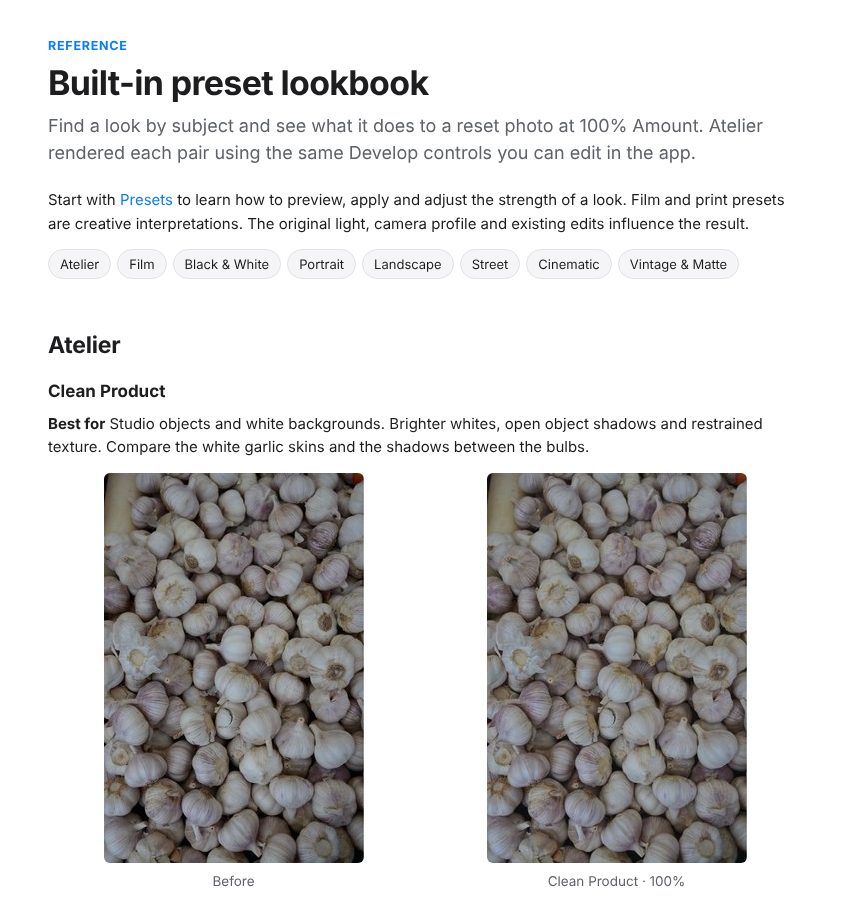 REFERENCE
Built-in preset lookbook
Find a look by subject and see what it does to a reset photo at 100% Amount. Atelier
rendered each pair using the same Develop controls you can edit in the app.
Start with Presets to learn how to preview, apply and adjust the strength of a look. Film and print presets
are creative interpretations. The original light, camera profile and existing edits influence the result.
Atelier Film Black & White Portrait Landscape Street Cinematic Vintage & Matte
Atelier
Clean Product
Best for Studio objects and white backgrounds. Brighter whites, open object shadows and restrained
texture. Compare the white garlic skins and the shadows between the bulbs.
Before Clean Product · 100%